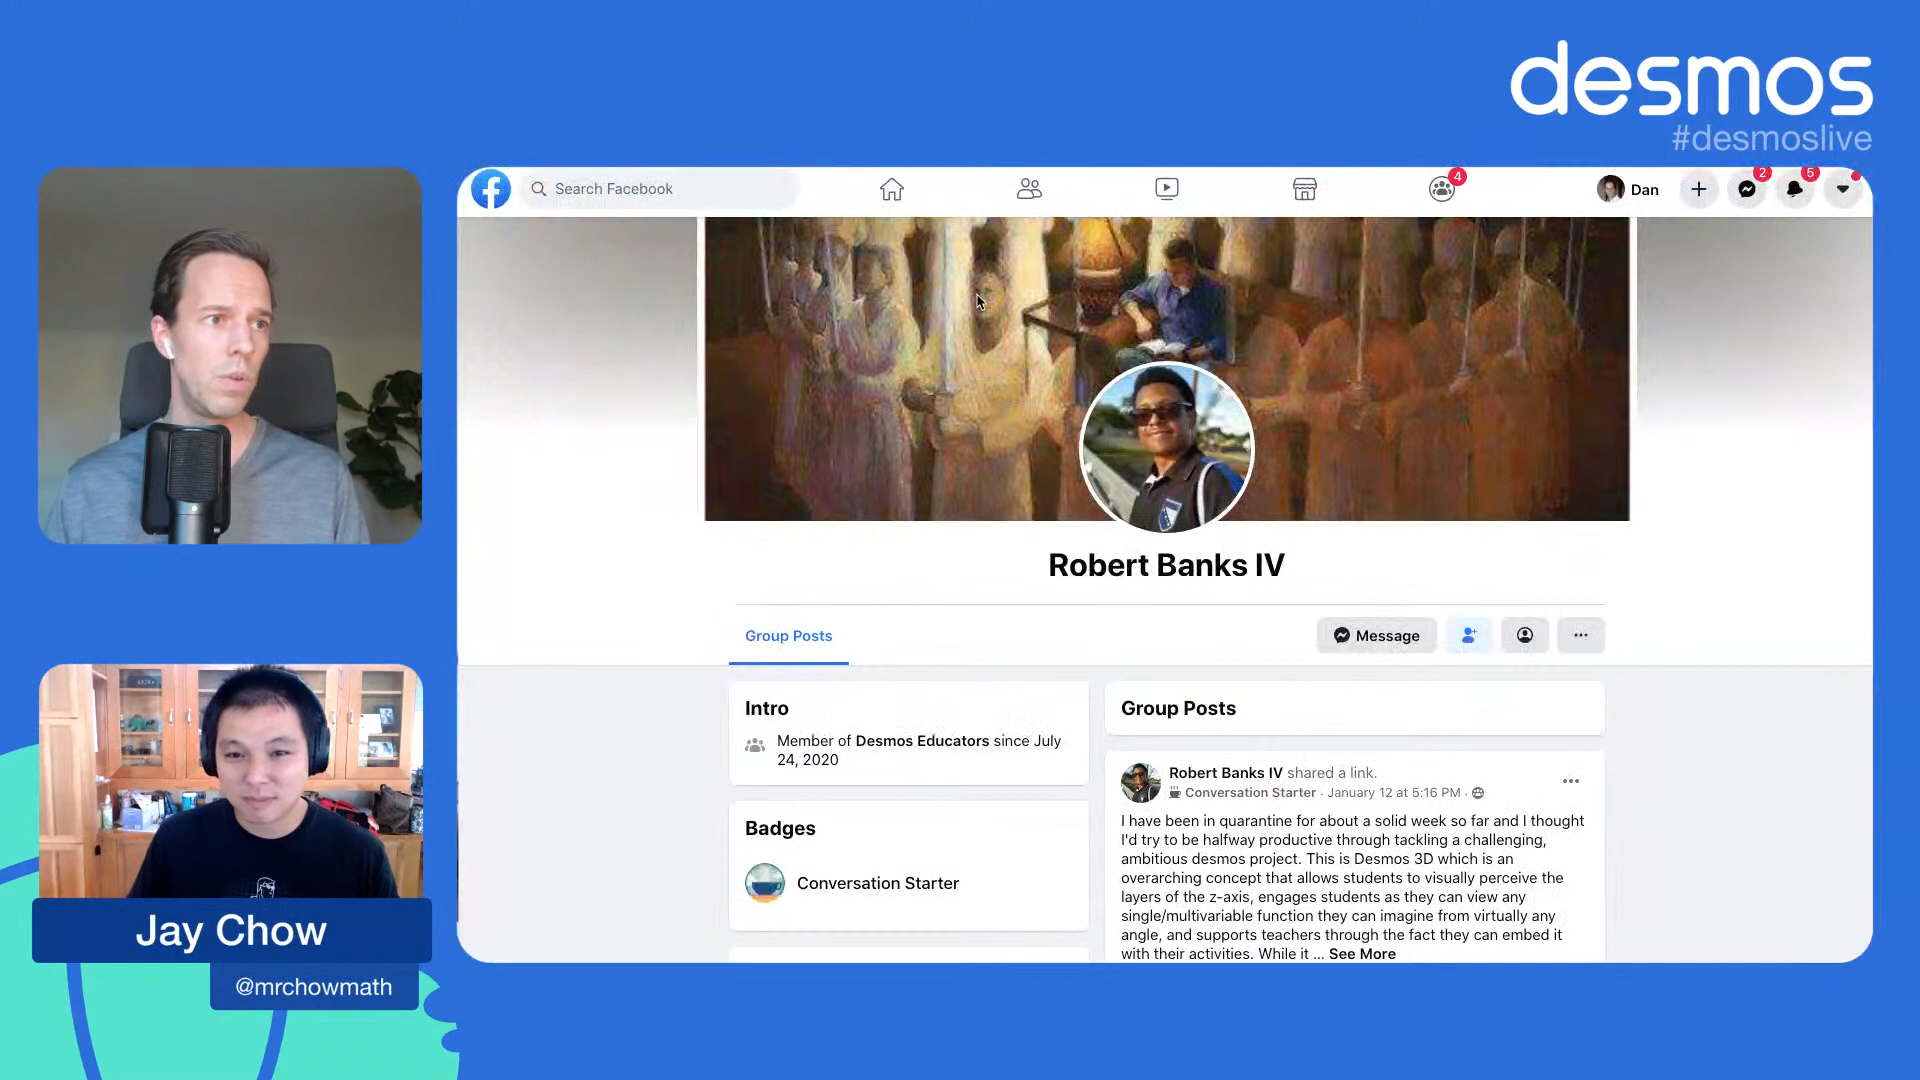 desmos
#desmoslive
Search Facebook
4
Dan
2
5
Robert Banks IV
Group Posts
Message
Intro
Member of Desmos Educators since July
24, 2020
Badges
Conversation Starter
Group Posts
Robert Banks IV shared a link.
Conversation Starter · January 12 at 5:16 PM ·
I have been in quarantine for about a solid week so far and I thought
I'd try to be halfway productive through tackling a challenging,
ambitious desmos project. This is Desmos 3D which is an
overarching concept that allows students to visually perceive the
layers of the z-axis, engages students as they can view any
single/multivariable function they can imagine from virtually any
angle, and supports teachers through the fact they can embed it
with their activities. While it ... See More
Jay Chow
@mrchowmath